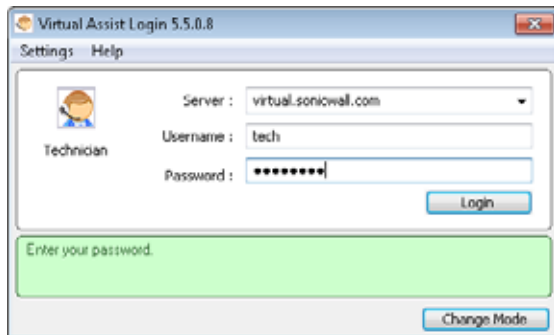 Virtual Assist Login 5.5.0.8
Settings Help
Server : virtual.sonicwall.com
Technician
Username : tech
Password : ••••••••
Login
Enter your password.
Change Mode